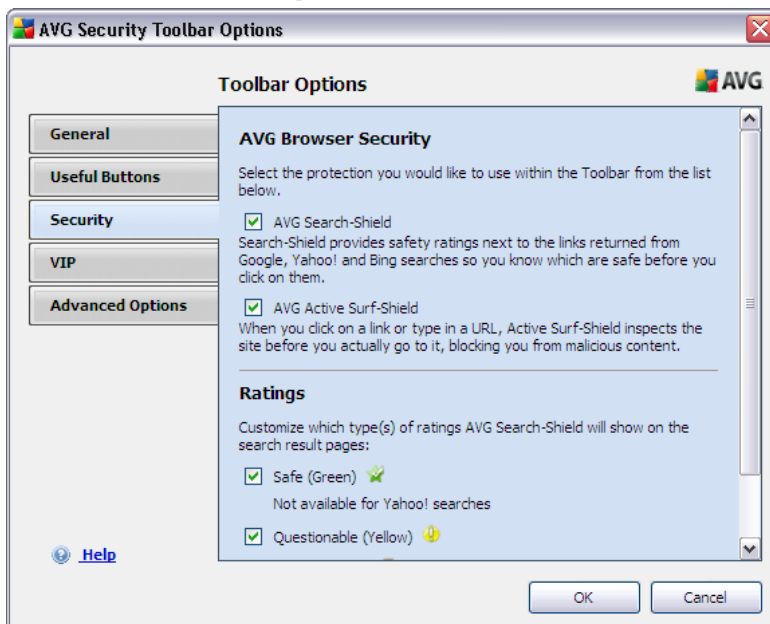 AVG Security Toolbar Options
Toolbar Options
AVG
General
Useful Buttons
Security
VIP
Advanced Options
Help
AVG Browser Security
Select the protection you would like to use within the Toolbar from the list
below.
AVG Search-Shield
Search-Shield provides safety ratings next to the links returned from
Google, Yahoo! and Bing searches so you know which are safe before you
click on them.
AVG Active Surf-Shield
When you click on a link or type in a URL, Active Surf-Shield inspects the
site before you actually go to it, blocking you from malicious content.
Ratings
Customize which type(s) of ratings AVG Search-Shield will show on the
search result pages:
Safe (Green)
Not available for Yahoo! searches
Questionable (Yellow)
OK
Cancel